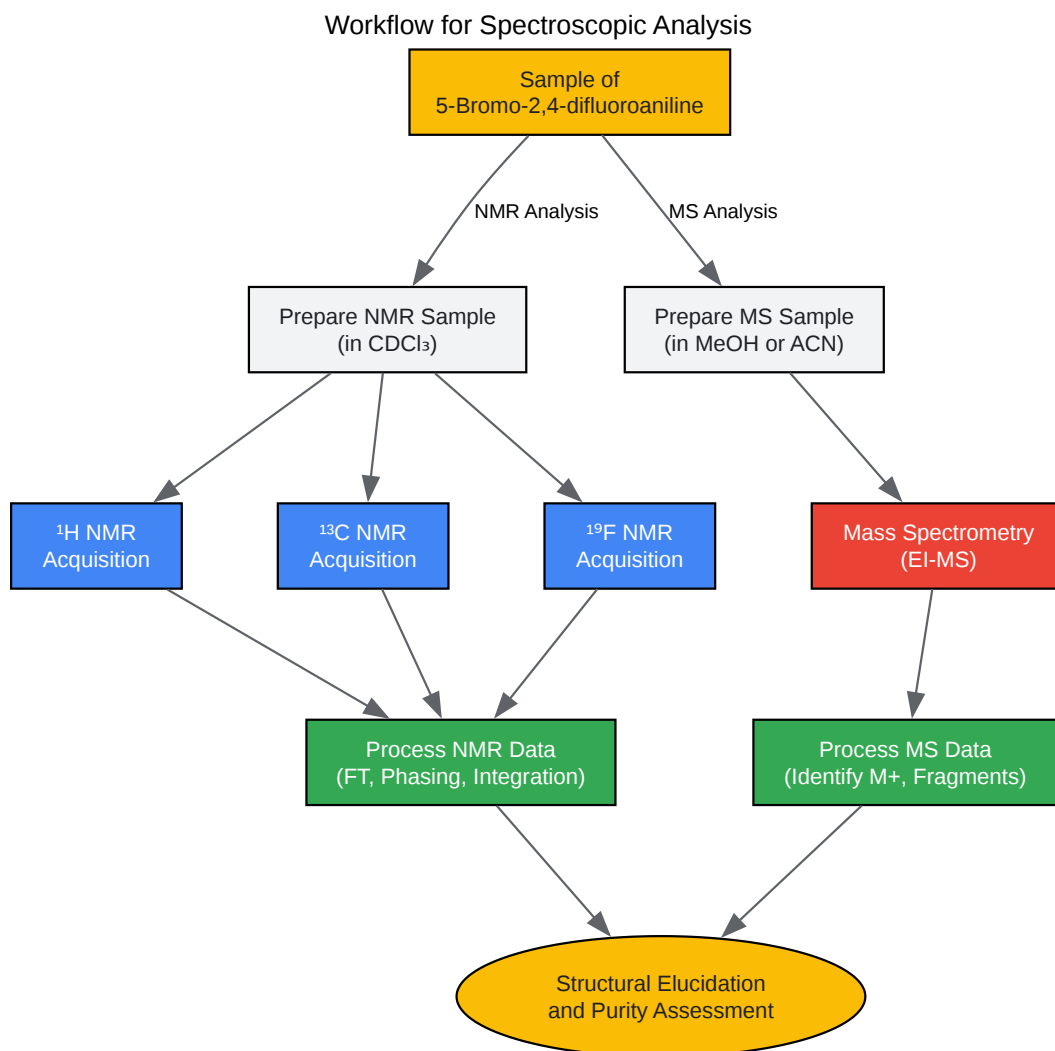 Workflow for Spectroscopic Analysis
Sample of
5-Bromo-2,4-difluoroaniline
NMR Analysis
MS Analysis
Prepare NMR Sample
(in CDCl₃)
Prepare MS Sample
(in MeOH or ACN)
¹H NMR
Acquisition
¹³C NMR
Acquisition
¹⁹F NMR
Acquisition
Mass Spectrometry
(EI-MS)
Process NMR Data
(FT, Phasing, Integration)
Process MS Data
(Identify M+, Fragments)
Structural Elucidation
and Purity Assessment